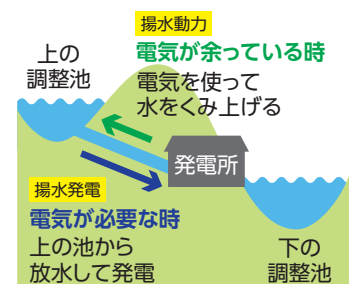 揚水動力
電気が余っている時
電気を使って
水をくみ上げる
上の
調整池
発電所
揚水発電
電気が必要な時
上の池から
放水して発電
下の
調整池